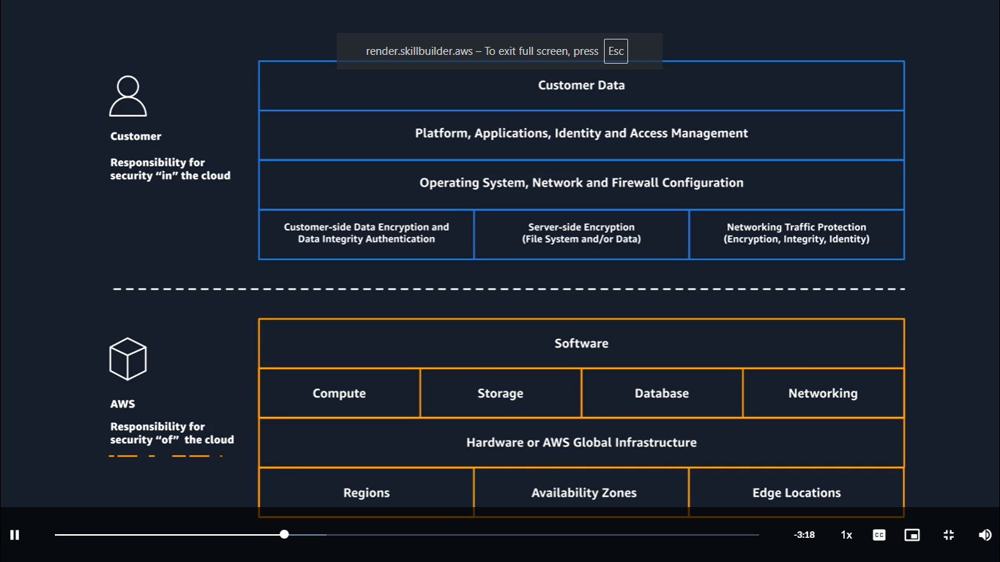 render.skillbuilder.aws – To exit full screen, press Esc
Customer
Responsibility for
security “in” the cloud
Customer Data
Platform, Applications, Identity and Access Management
Operating System, Network and Firewall Configuration
Customer-side Data Encryption and
Data Integrity Authentication
Server-side Encryption
(File System and/or Data)
Networking Traffic Protection
(Encryption, Integrity, Identity)
AWS
Responsibility for
security “of” the cloud
Software
Compute
Storage
Database
Networking
Hardware or AWS Global Infrastructure
Regions
Availability Zones
Edge Locations
-3:18
1x
CC